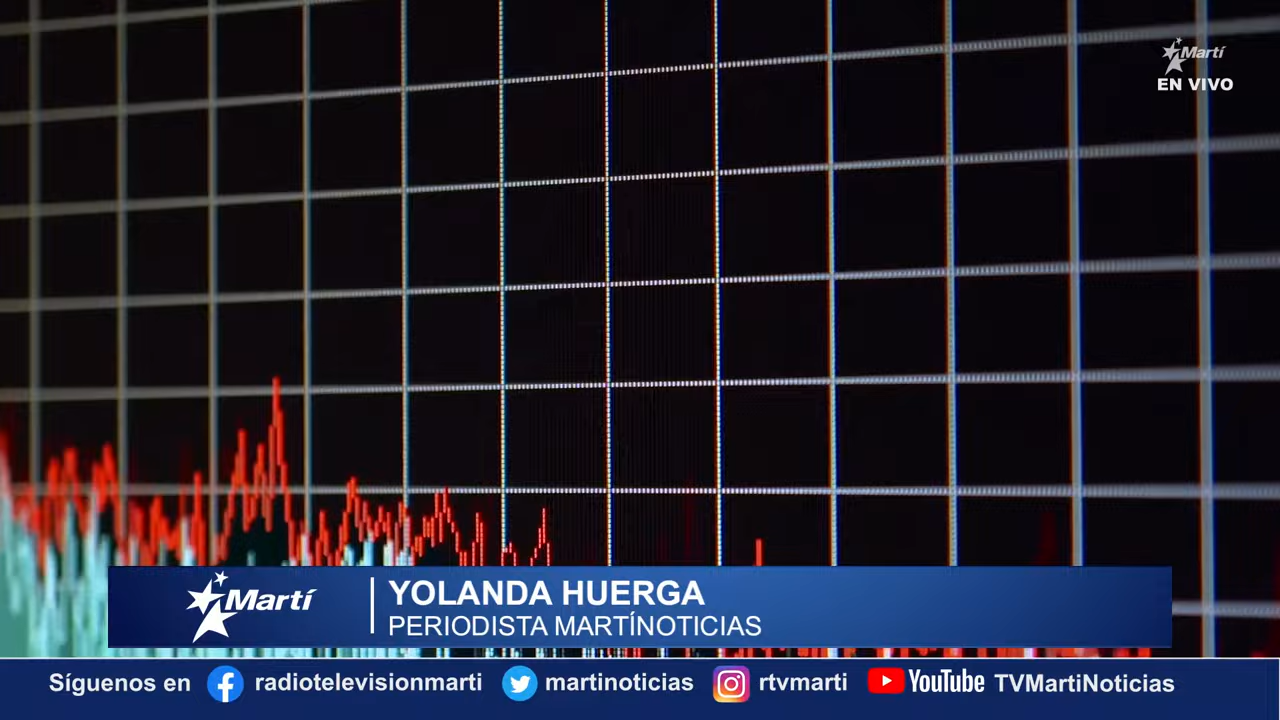 Martí
EN VIVO
Martí
YOLANDA HUERGA
PERIODISTA MARTÍNOTICIAS
Síguenos en radiotelevisionmarti martinoticias rtvmarti YouTube TVMartiNoticias